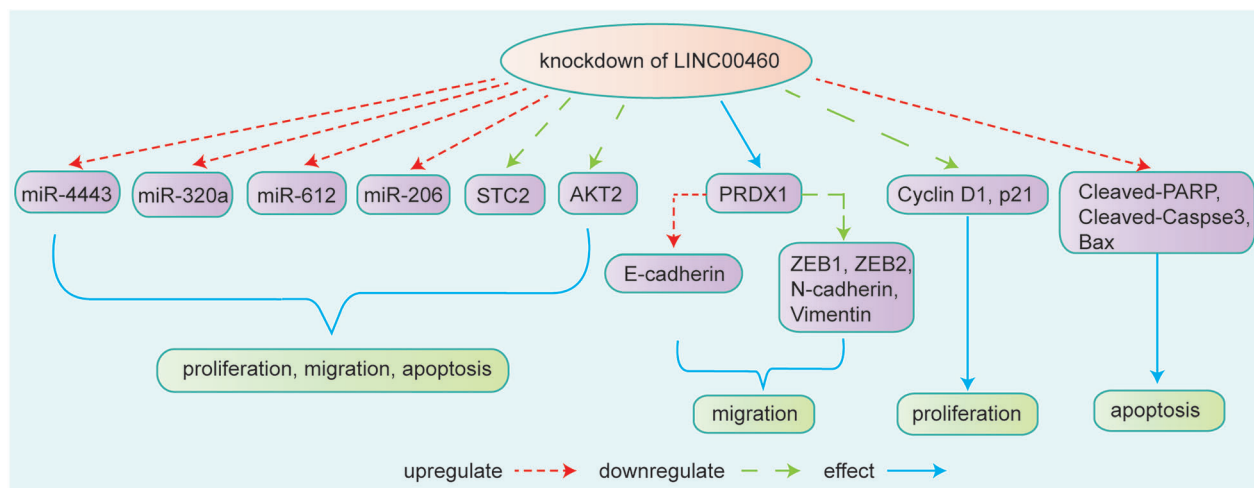 knockdown of LINC00460
miR-4443
miR-320a
miR-612
miR-206
STC2
AKT2
PRDX1
Cyclin D1, p21
Cleaved-PARP,
Cleaved-Caspse3,
Bax
E-cadherin
ZEB1, ZEB2,
N-cadherin,
Vimentin
proliferation, migration, apoptosis
migration
proliferation
apoptosis
upregulate
downregulate
effect